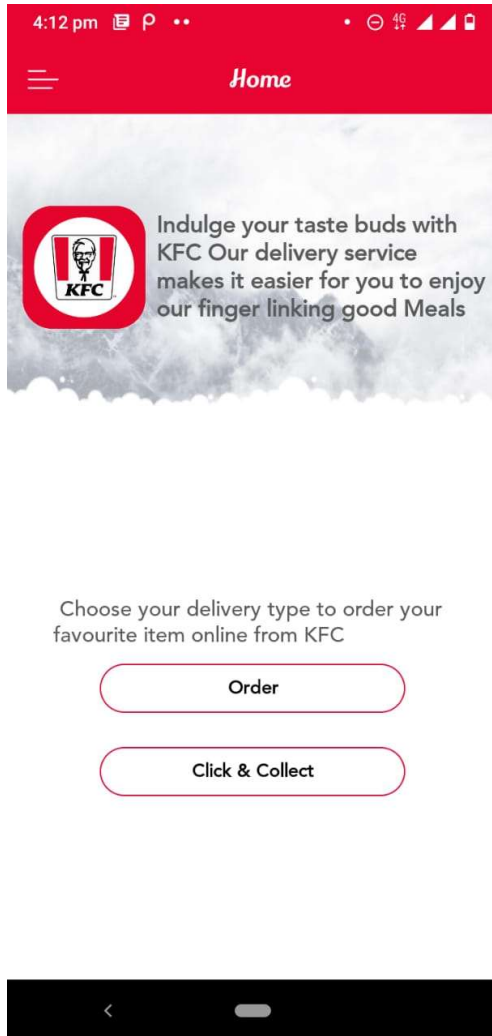 4:12 pm
4G
Home
KFC
Indulge your taste buds with
KFC Our delivery service
makes it easier for you to enjoy
our finger linking good Meals
Choose your delivery type to order your
favourite item online from KFC
Order
Click & Collect